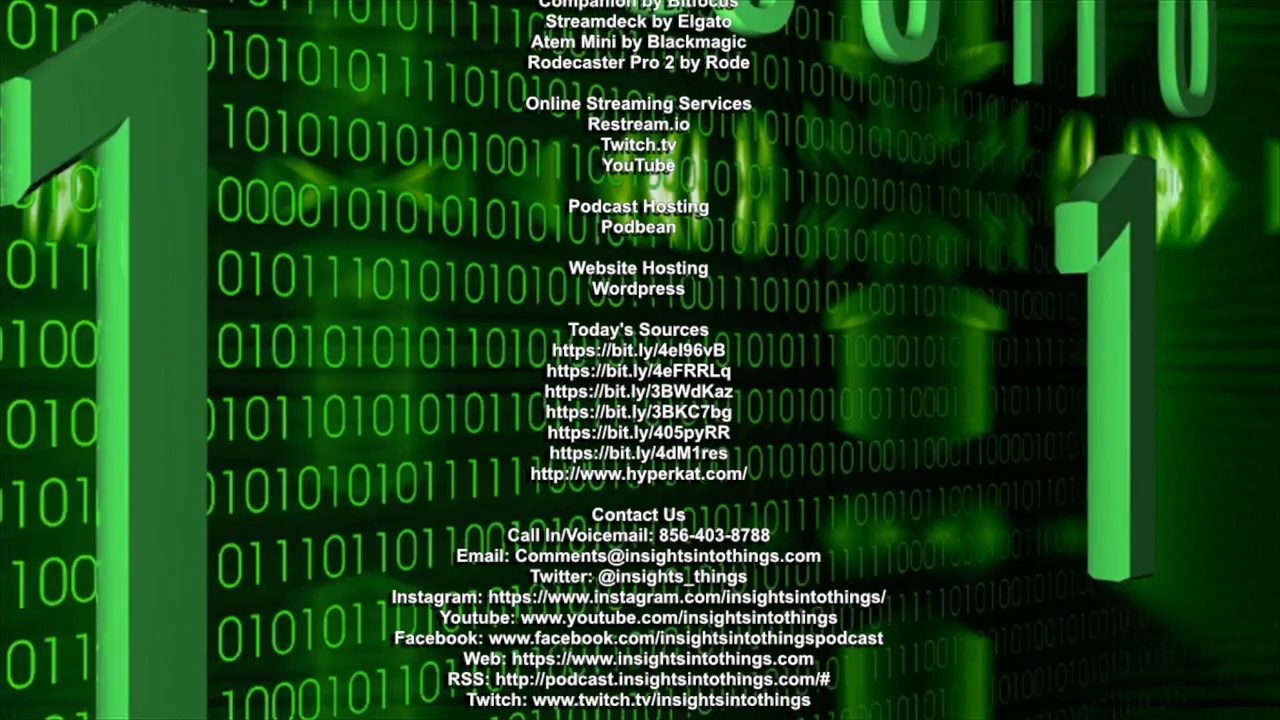 Companion by Bitfocus
Streamdeck by Elgato
Atem Mini by Blackmagic
Rodecaster Pro 2 by Rode
Online Streaming Services
Restream.io
Twitch.tv
YouTube
Podcast Hosting
Podbean
Website Hosting
Wordpress
Today's Sources
https://bit.ly/4eI96vB
https://bit.ly/4eFRRLq
https://bit.ly/3BWdKaz
https://bit.ly/3BKC7bg
https://bit.ly/405pyRR
https://bit.ly/4dM1res
http://www.hyperkat.com/
Contact Us
Call In/Voicemail: 856-403-8788
Email: Comments@insightsintothings.com
Twitter: @insights_things
Instagram: https://www.instagram.com/insightsintothings/
Youtube: www.youtube.com/insightsintothings
Facebook: www.facebook.com/insightsintothingspodcast
Web: https://www.insightsintothings.com
RSS: http://podcast.insightsintothings.com/#
Twitch: www.twitch.tv/insightsintothings